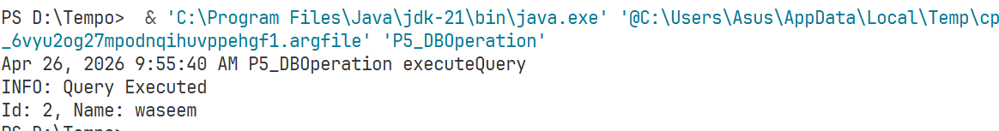 PS D:\Tempo>  & 'C:\Program Files\Java\jdk-21\bin\java.exe' '@C:\Users\Asus\AppData\Local\Temp\cp
_6vyu2og27mpodnqihuvppehgf1.argfile' 'P5_DBOperation'
Apr 26, 2026 9:55:40 AM P5_DBOperation executeQuery
INFO: Query Executed
Id: 2, Name: waseem
PS D:\Tempo>